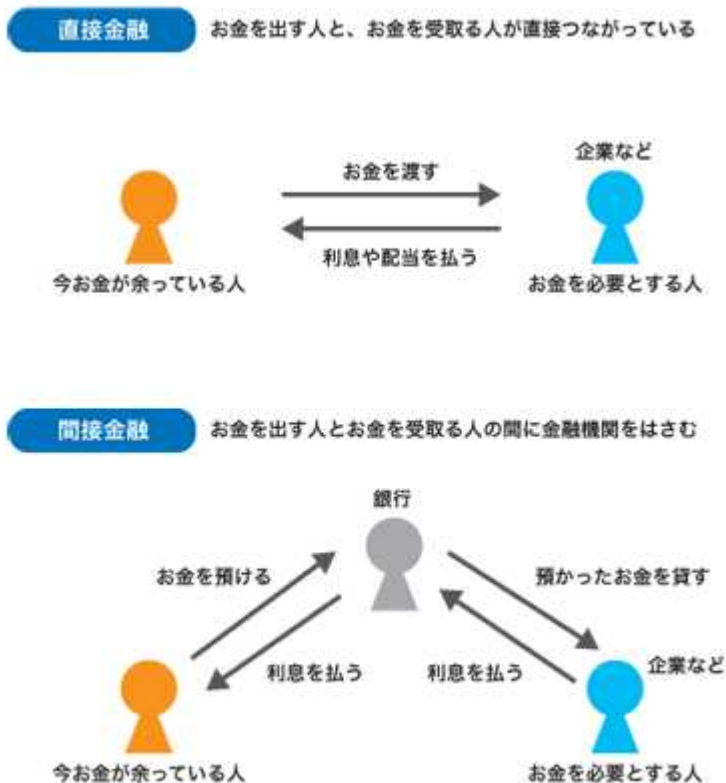 直接金融 お金を出す人と、お金を受取る人が直接つながっている
企業など
お金を渡す
利息や配当を払う
今お金が余っている人 お金を必要とする人
間接金融 お金を出す人とお金を受取る人の間に金融機関をはさむ
銀行
お金を預ける 預かったお金を貸す
利息を払う 利息を払う 企業など
今お金が余っている人 お金を必要とする人